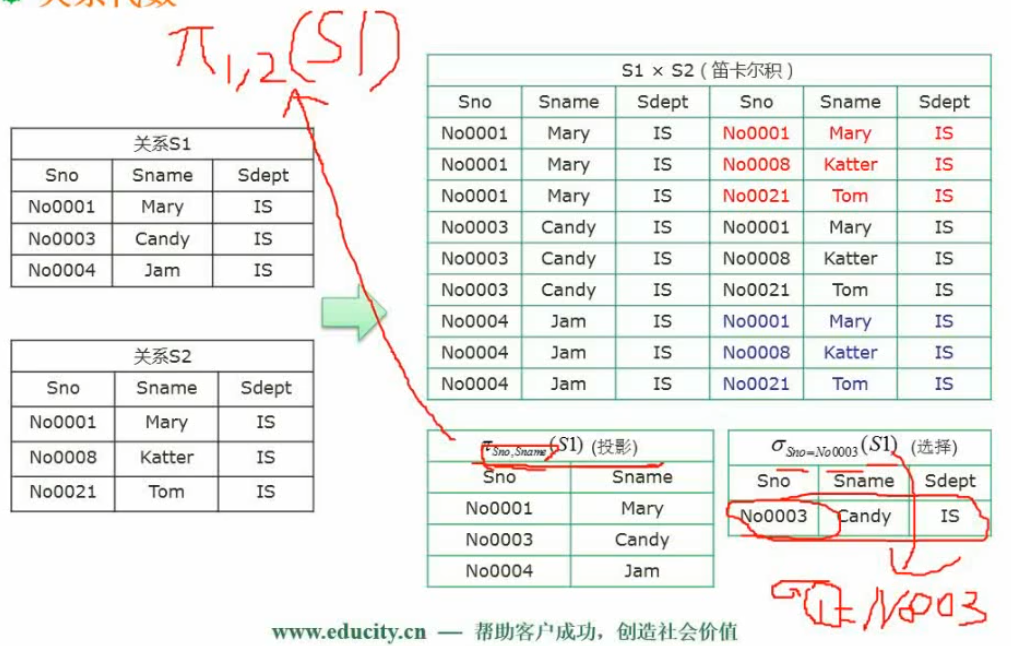 关系代数
π1,2(S1)
关系S1
Sno Sname Sdept
No0001 Mary IS
No0003 Candy IS
No0004 Jam IS
关系S2
Sno Sname Sdept
No0001 Mary IS
No0008 Katter IS
No0021 Tom IS
S1 × S2 ( 笛卡尔积 )
Sno Sname Sdept Sno Sname Sdept
No0001 Mary IS No0001 Mary IS
No0001 Mary IS No0008 Katter IS
No0001 Mary IS No0021 Tom IS
No0003 Candy IS No0001 Mary IS
No0003 Candy IS No0008 Katter IS
No0003 Candy IS No0021 Tom IS
No0004 Jam IS No0001 Mary IS
No0004 Jam IS No0008 Katter IS
No0004 Jam IS No0021 Tom IS
πSno,Sname(S1) (投影)
Sno Sname
No0001 Mary
No0003 Candy
No0004 Jam
σSno=No0003(S1) (选择)
Sno Sname Sdept
No0003 Candy IS
σ1=No003
www.educity.cn — 帮助客户成功，创造社会价值